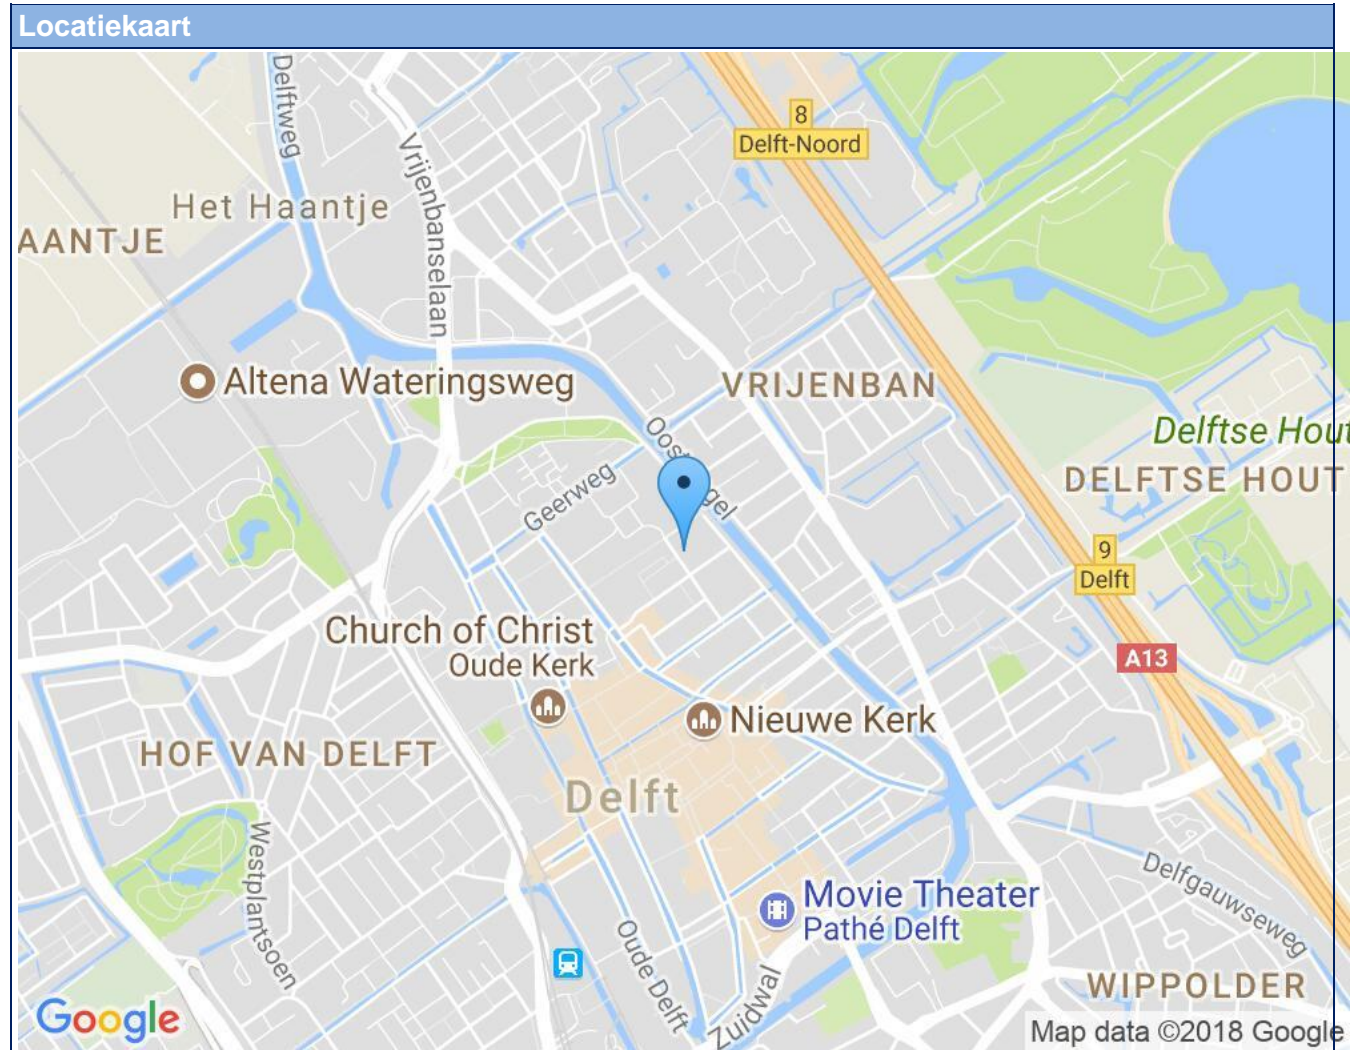 Locatiekaart
Delftweg
Vrijenbanselaan
8
Delft-Noord
Het Haantje
AANTJE
Altena Wateringsweg
VRIJENBAN
Delftse Hout
DELFTSE HOUT
Geerweg
9
Delft
A13
Church of Christ
Oude Kerk
Nieuwe Kerk
HOF VAN DELFT
Delft
Westplantsoen
Movie Theater
Pathé Delft
Delfgauwseweg
Oude Delft
Zuidwal
WIPPOLDER
Google
Map data ©2018 Google